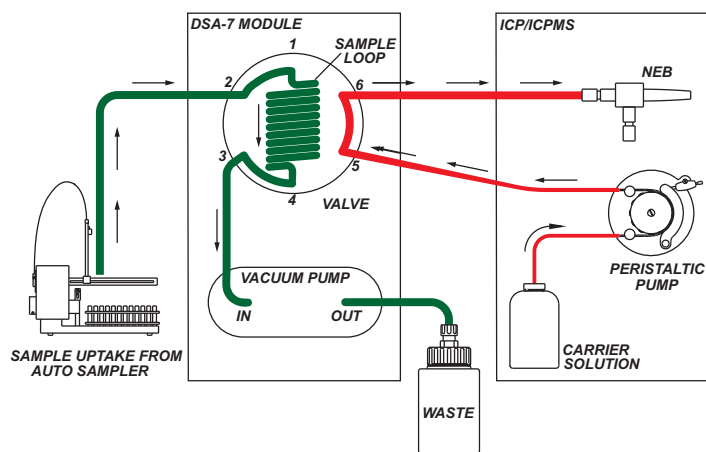 DSA-7 MODULE
ICP/ICPMS
1
SAMPLE
LOOP
2
6
NEB
3
5
4
VALVE
PERISTALTIC
PUMP
VACUUM PUMP
IN
OUT
SAMPLE UPTAKE FROM
AUTO SAMPLER
CARRIER
SOLUTION
WASTE